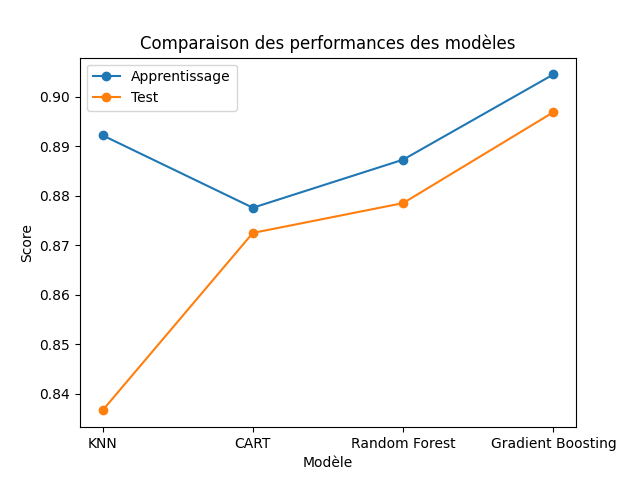 Comparaison des performances des modèles
Apprentissage
Test
0.90
0.89
0.88
0.87
0.86
0.85
0.84
Score
KNN CART Random Forest Gradient Boosting
Modèle